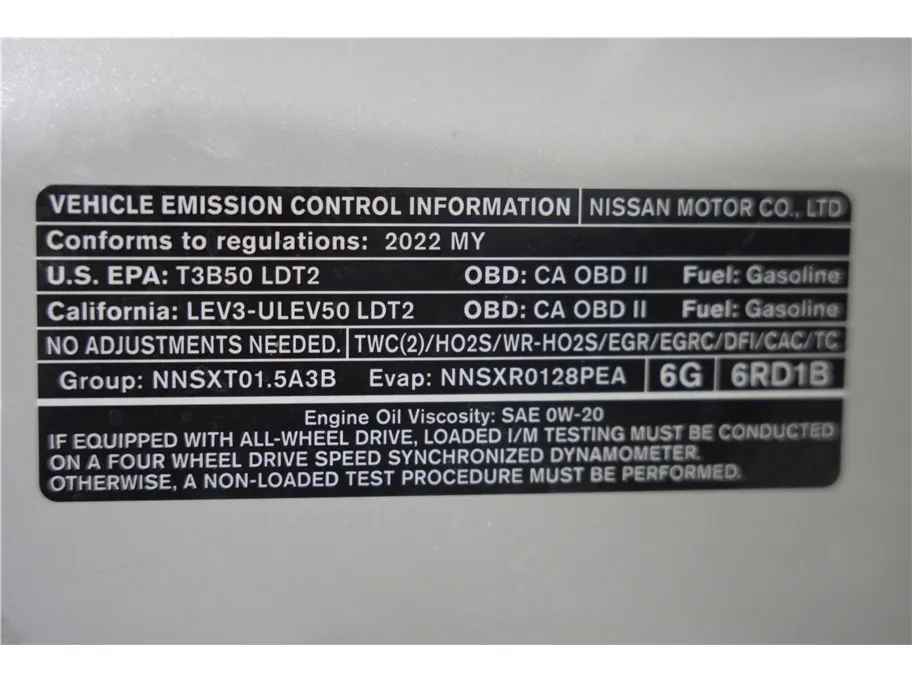 VEHICLE EMISSION CONTROL INFORMATION NISSAN MOTOR CO., LTD
Conforms to regulations: 2022 MY
U.S. EPA: T3B50 LDT2 OBD: CA OBD II Fuel: Gasoline
California: LEV3-ULEV50 LDT2 OBD: CA OBD II Fuel: Gasoline
NO ADJUSTMENTS NEEDED. TWC(2)/HO2S/WR-HO2S/EGR/EGRC/DFI/CAC/TC
Group: NNSXT01.5A3B Evap: NNSXR0128PEA 6G 6RD1B
Engine Oil Viscosity: SAE 0W-20
IF EQUIPPED WITH ALL-WHEEL DRIVE, LOADED I/M TESTING MUST BE CONDUCTED
ON A FOUR WHEEL DRIVE SPEED SYNCHRONIZED DYNAMOMETER.
OTHERWISE, A NON-LOADED TEST PROCEDURE MUST BE PERFORMED.